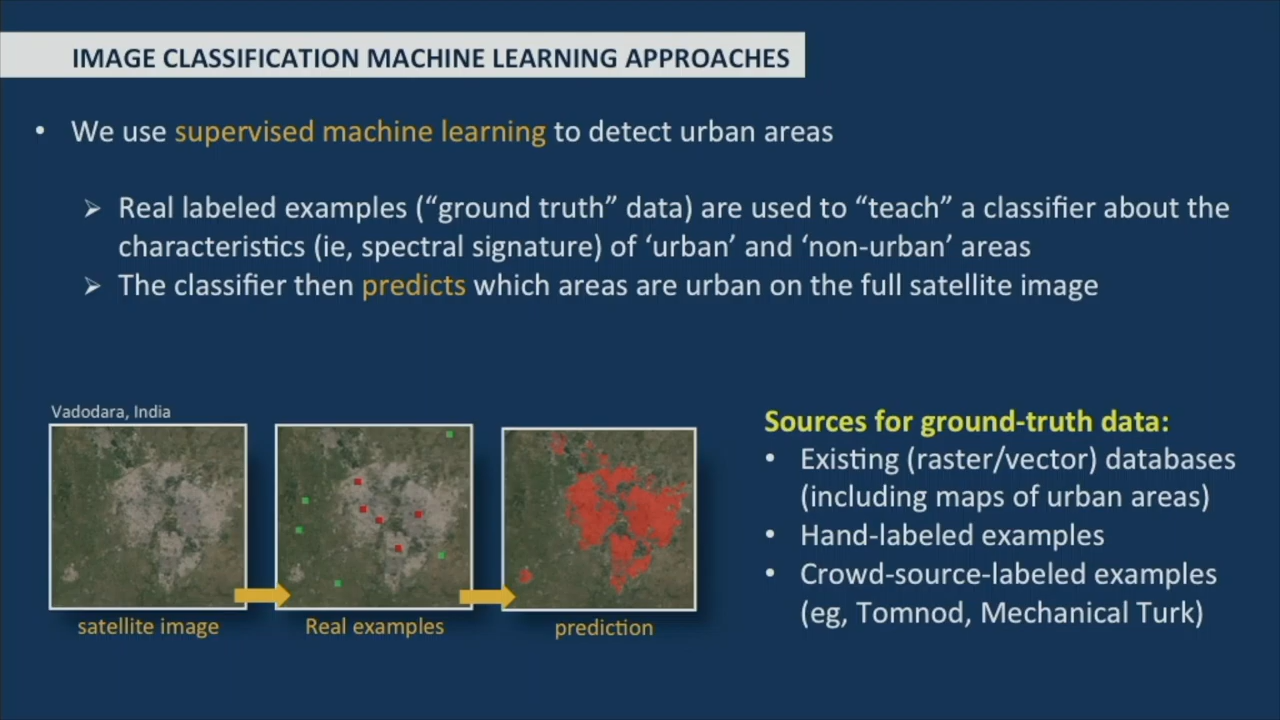 IMAGE CLASSIFICATION MACHINE LEARNING APPROACHES
• We use supervised machine learning to detect urban areas
➢ Real labeled examples (“ground truth” data) are used to “teach” a classifier about the
characteristics (ie, spectral signature) of ‘urban’ and ‘non-urban’ areas
➢ The classifier then predicts which areas are urban on the full satellite image
Vadodara, India
satellite image
Real examples
prediction
Sources for ground-truth data:
• Existing (raster/vector) databases
(including maps of urban areas)
• Hand-labeled examples
• Crowd-source-labeled examples
(eg, Tomnod, Mechanical Turk)